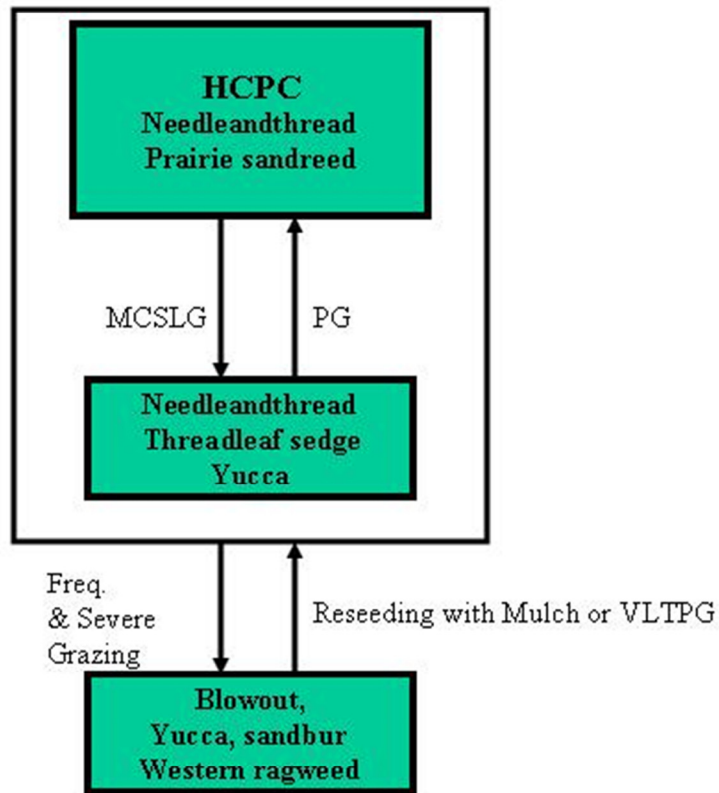 HCPC
Needleandthread
Prairie sandreed
MCSLG
PG
Needleandthread
Threadleaf sedge
Yucca
Freq.
& Severe
Grazing
Reseeding with Mulch or VLTPG
Blowout,
Yucca, sandbur
Western ragweed